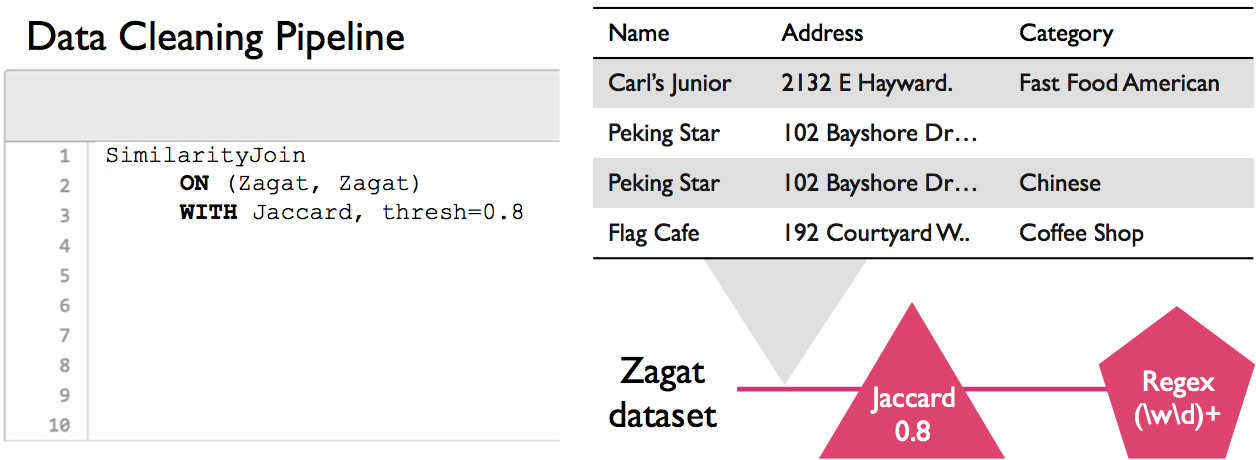 Data Cleaning Pipeline
1 SimilarityJoin
2 ON (Zagat, Zagat)
3 WITH Jaccard, thresh=0.8
4
5
6
7
8
9
10
Name Address Category
Carl's Junior 2132 E Hayward. Fast Food American
Peking Star 102 Bayshore Dr…
Peking Star 102 Bayshore Dr… Chinese
Flag Cafe 192 Courtyard W.. Coffee Shop
Zagat
dataset
Jaccard
0.8
Regex
(\w\d)+